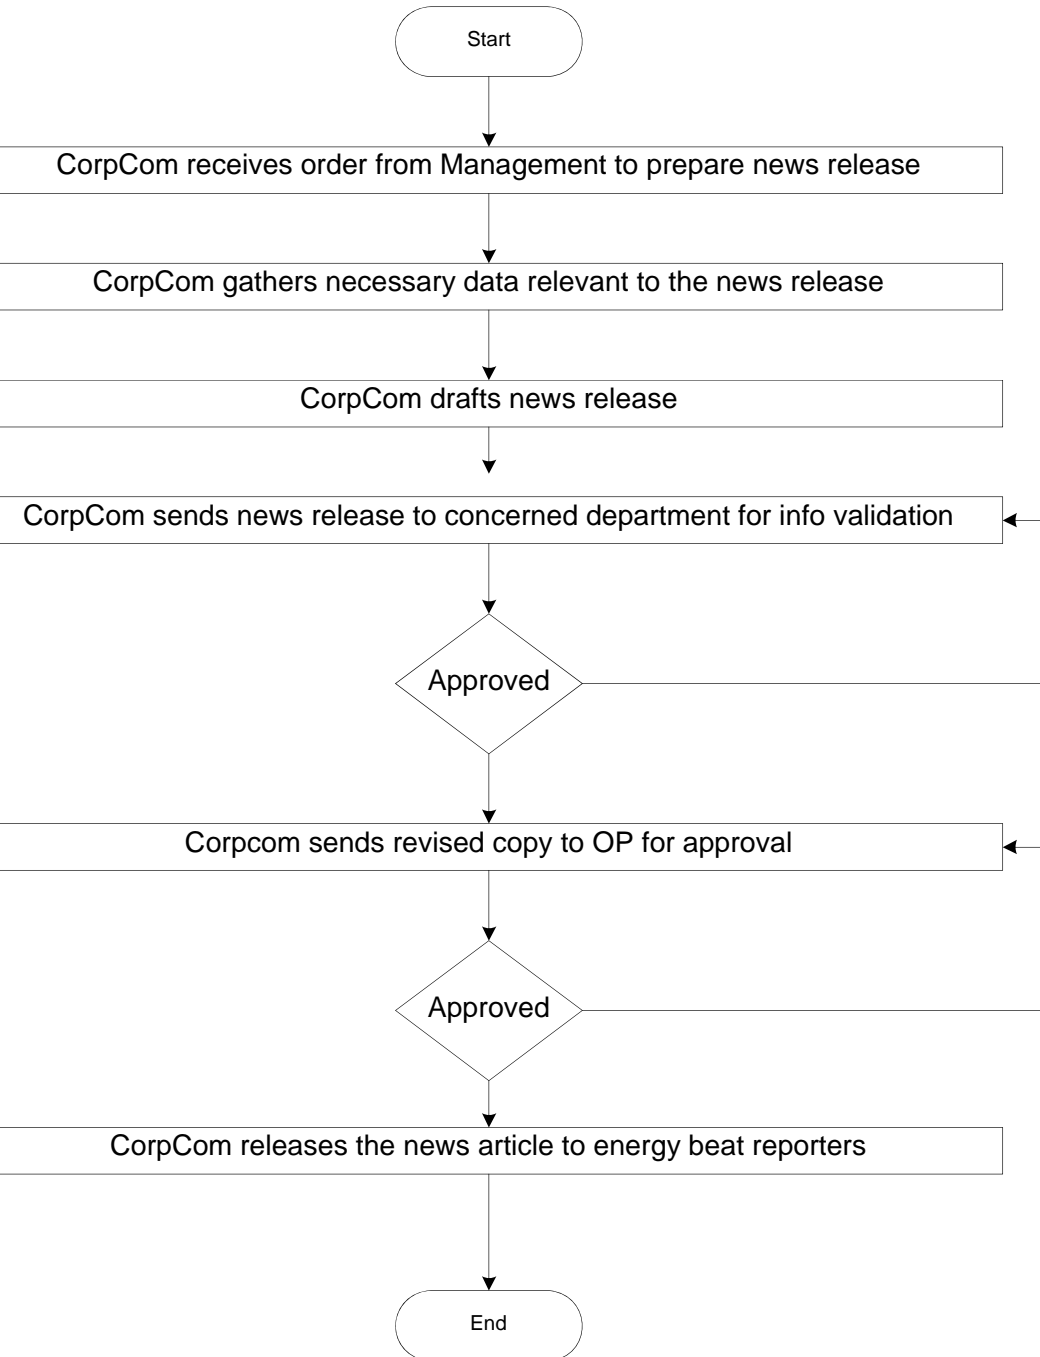 Start
CorpCom receives order from Management to prepare news release
CorpCom gathers necessary data relevant to the news release
CorpCom drafts news release
CorpCom sends news release to concerned department for info validation
Approved
Corpcom sends revised copy to OP for approval
Approved
CorpCom releases the news article to energy beat reporters
End